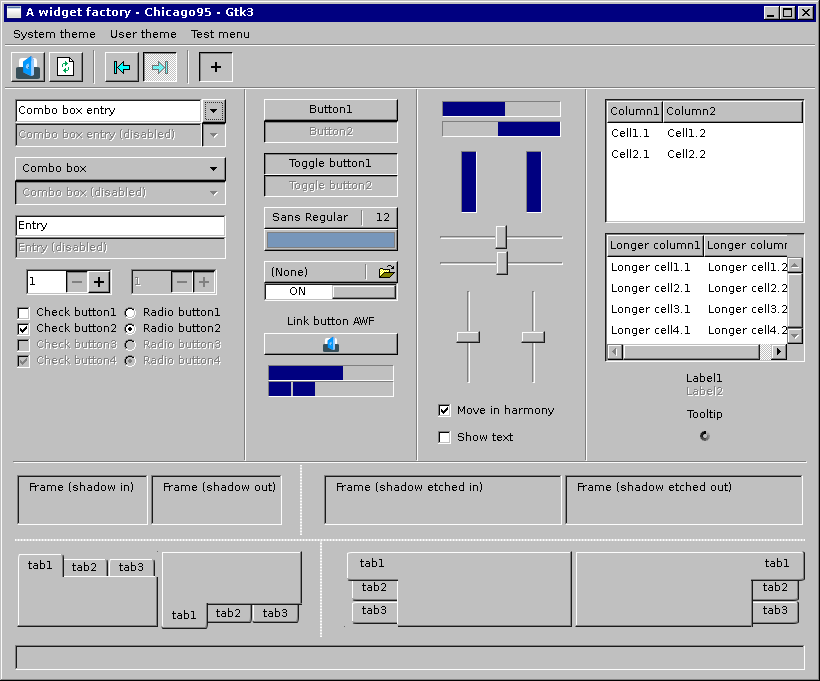 A widget factory - Chicago95 - Gtk3
System theme User theme Test menu
Combo box entry
Combo box entry (disabled)
Combo box
Combo box (disabled)
Entry
Entry (disabled)
1 1
Check button1 Radio button1
Check button2 Radio button2
Check button3 Radio button3
Check button4 Radio button4
Button1
Button2
Toggle button1
Toggle button2
Sans Regular 12
(None)
ON
Link button AWF
Move in harmony
Show text
Column1 Column2
Cell1.1 Cell1.2
Cell2.1 Cell2.2
Longer column1 Longer column
Longer cell1.1 Longer cell1.2
Longer cell2.1 Longer cell2.2
Longer cell3.1 Longer cell3.2
Longer cell4.1 Longer cell4.2
Label1
Label2
Tooltip
Frame (shadow in) Frame (shadow out) Frame (shadow etched in) Frame (shadow etched out)
tab1 tab2 tab3
tab1 tab2 tab3
tab1
tab2
tab3
tab1
tab2
tab3